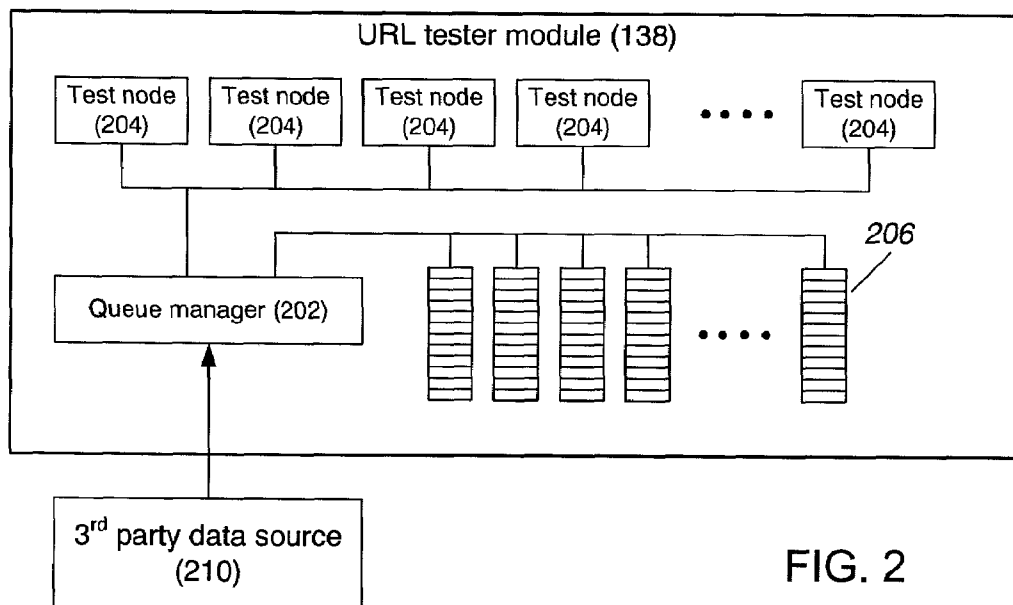 URL tester module (138)
Test node
(204)
Test node
(204)
Test node
(204)
Test node
(204)
Test node
(204)
206
Queue manager (202)
3rd party data source
(210)
FIG. 2